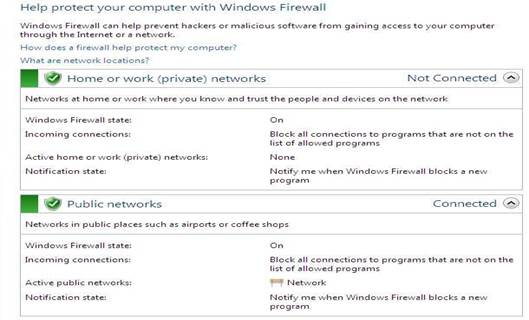 Help protect your computer with Windows Firewall
Windows Firewall can help prevent hackers or malicious software from gaining access to your computer
through the Internet or a network.
How does a firewall help protect my computer?
What are network locations?
Home or work (private) networks Not Connected
Networks at home or work where you know and trust the people and devices on the network
Windows Firewall state: On
Incoming connections: Block all connections to programs that are not on the
list of allowed programs
Active home or work (private) networks: None
Notification state: Notify me when Windows Firewall blocks a new
program
Public networks Connected
Networks in public places such as airports or coffee shops
Windows Firewall state: On
Incoming connections: Block all connections to programs that are not on the
list of allowed programs
Active public networks: Network
Notification state: Notify me when Windows Firewall blocks a new
program